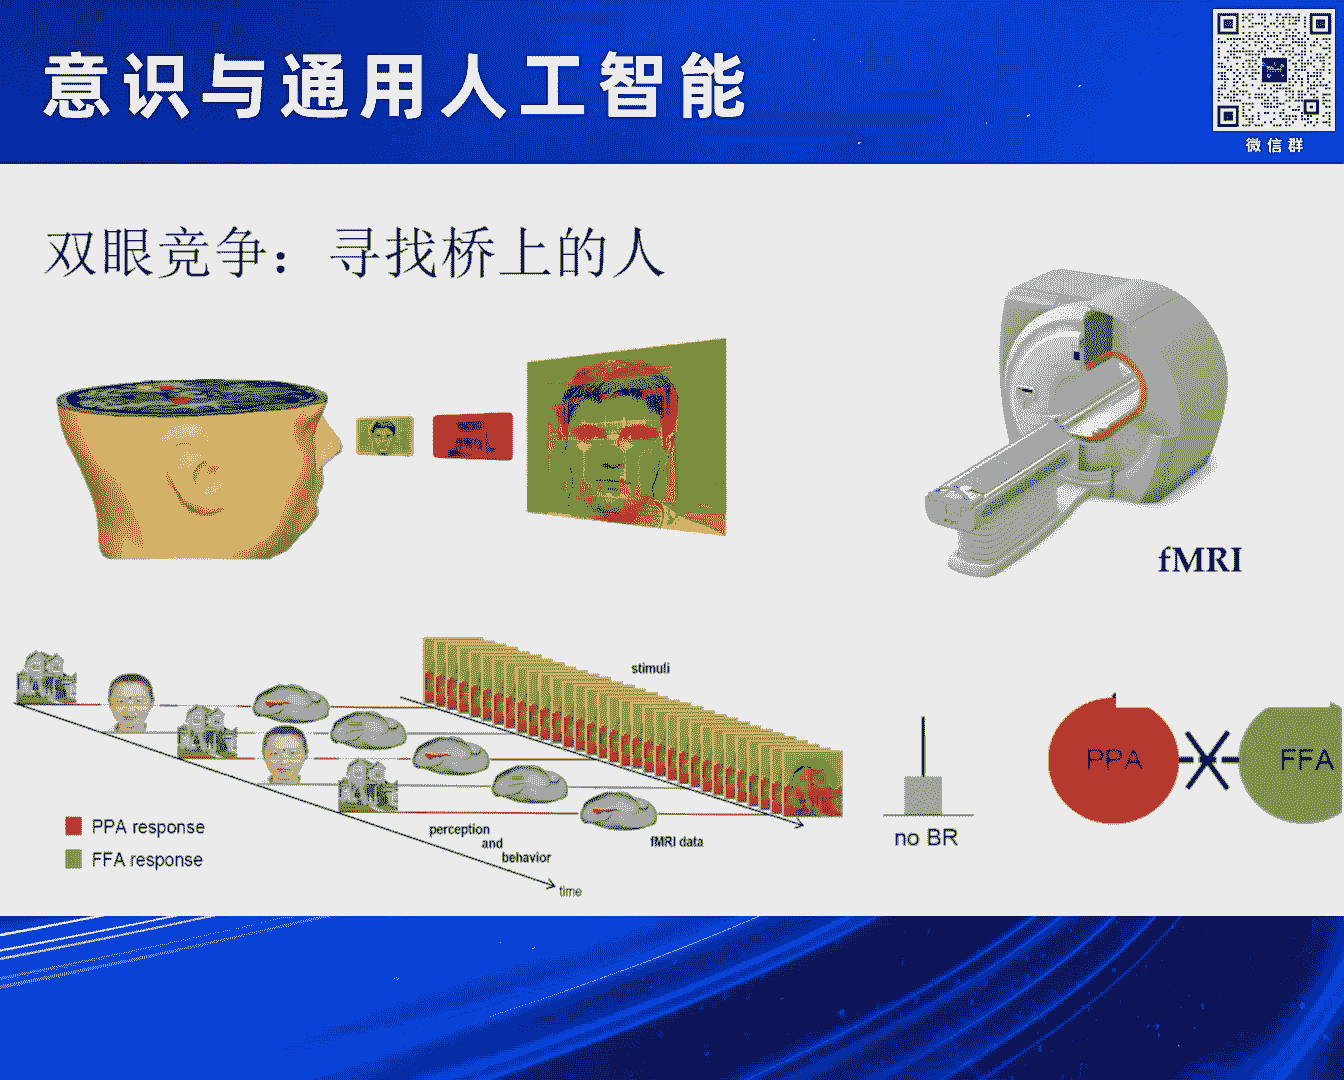 意识与通用人工智能
微信群
双眼竞争：寻找桥上的人
fMRI
stimuli
PPA response
FFA response
perception
and
behavior
fMRI data
time
no BR
PPA
FFA